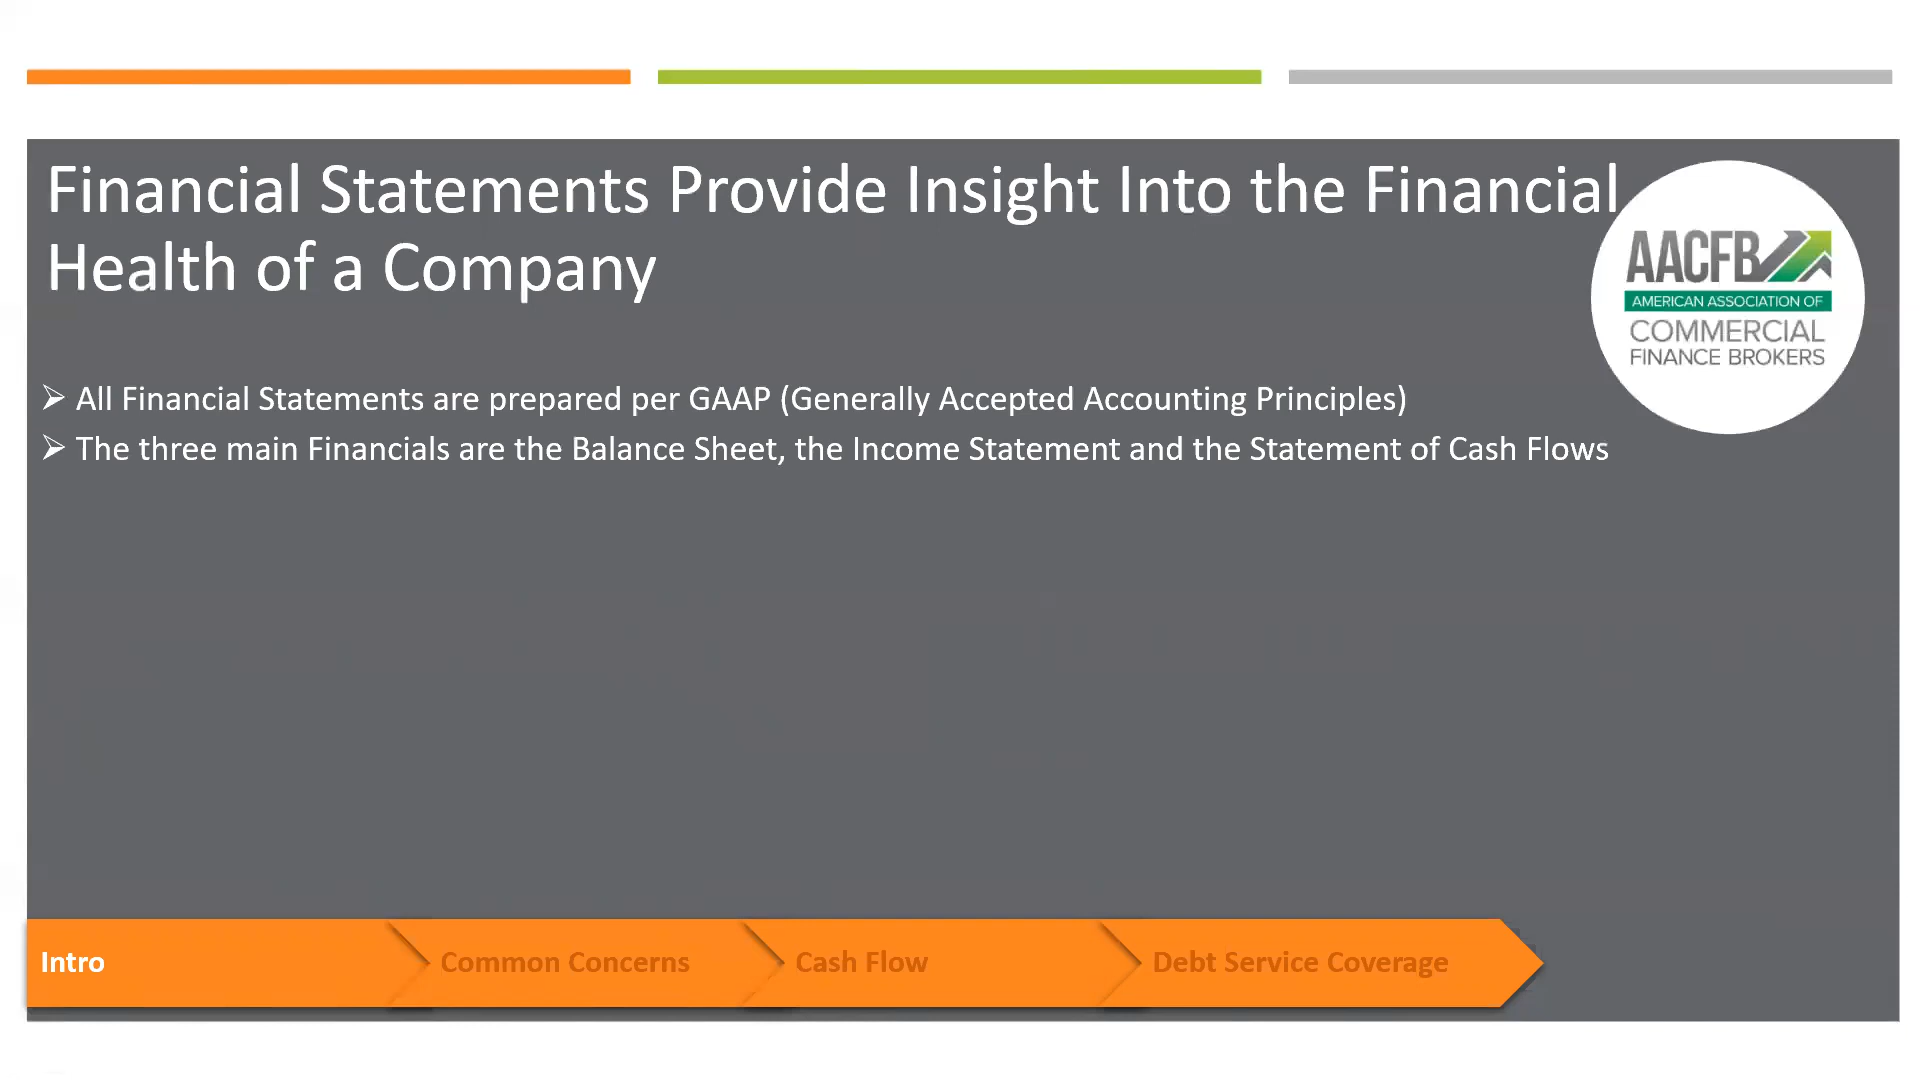 Financial Statements Provide Insight Into the Financial
Health of a Company
AACFB
AMERICAN ASSOCIATION OF
COMMERCIAL
FINANCE BROKERS
➢ All Financial Statements are prepared per GAAP (Generally Accepted Accounting Principles)
➢ The three main Financials are the Balance Sheet, the Income Statement and the Statement of Cash Flows
Intro
Common Concerns
Cash Flow
Debt Service Coverage